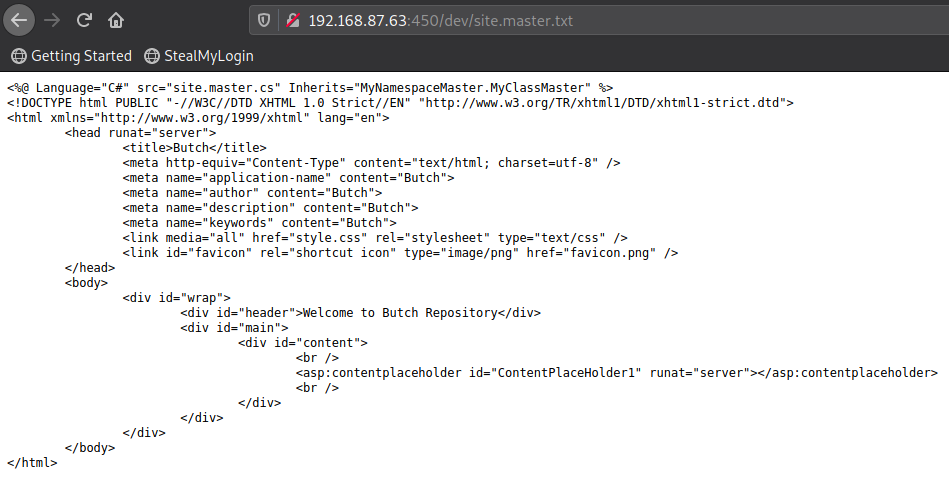 192.168.87.63:450/dev/site.master.txt
Getting Started StealMyLogin
<%@ Language="C#" src="site.master.cs" Inherits="MyNamespaceMaster.MyClassMaster" %>
<!DOCTYPE html PUBLIC "-//W3C//DTD XHTML 1.0 Strict//EN" "http://www.w3.org/TR/xhtml1/DTD/xhtml1-strict.dtd">
<html xmlns="http://www.w3.org/1999/xhtml" lang="en">
<head runat="server">
<title>Butch</title>
<meta http-equiv="Content-Type" content="text/html; charset=utf-8" />
<meta name="application-name" content="Butch">
<meta name="author" content="Butch">
<meta name="description" content="Butch">
<meta name="keywords" content="Butch">
<link media="all" href="style.css" rel="stylesheet" type="text/css" />
<link id="favicon" rel="shortcut icon" type="image/png" href="favicon.png" />
</head>
<body>
<div id="wrap">
<div id="header">Welcome to Butch Repository</div>
<div id="main">
<div id="content">
<br />
<asp:contentplaceholder id="ContentPlaceHolder1" runat="server"></asp:contentplaceholder>
<br />
</div>
</div>
</div>
</body>
</html>